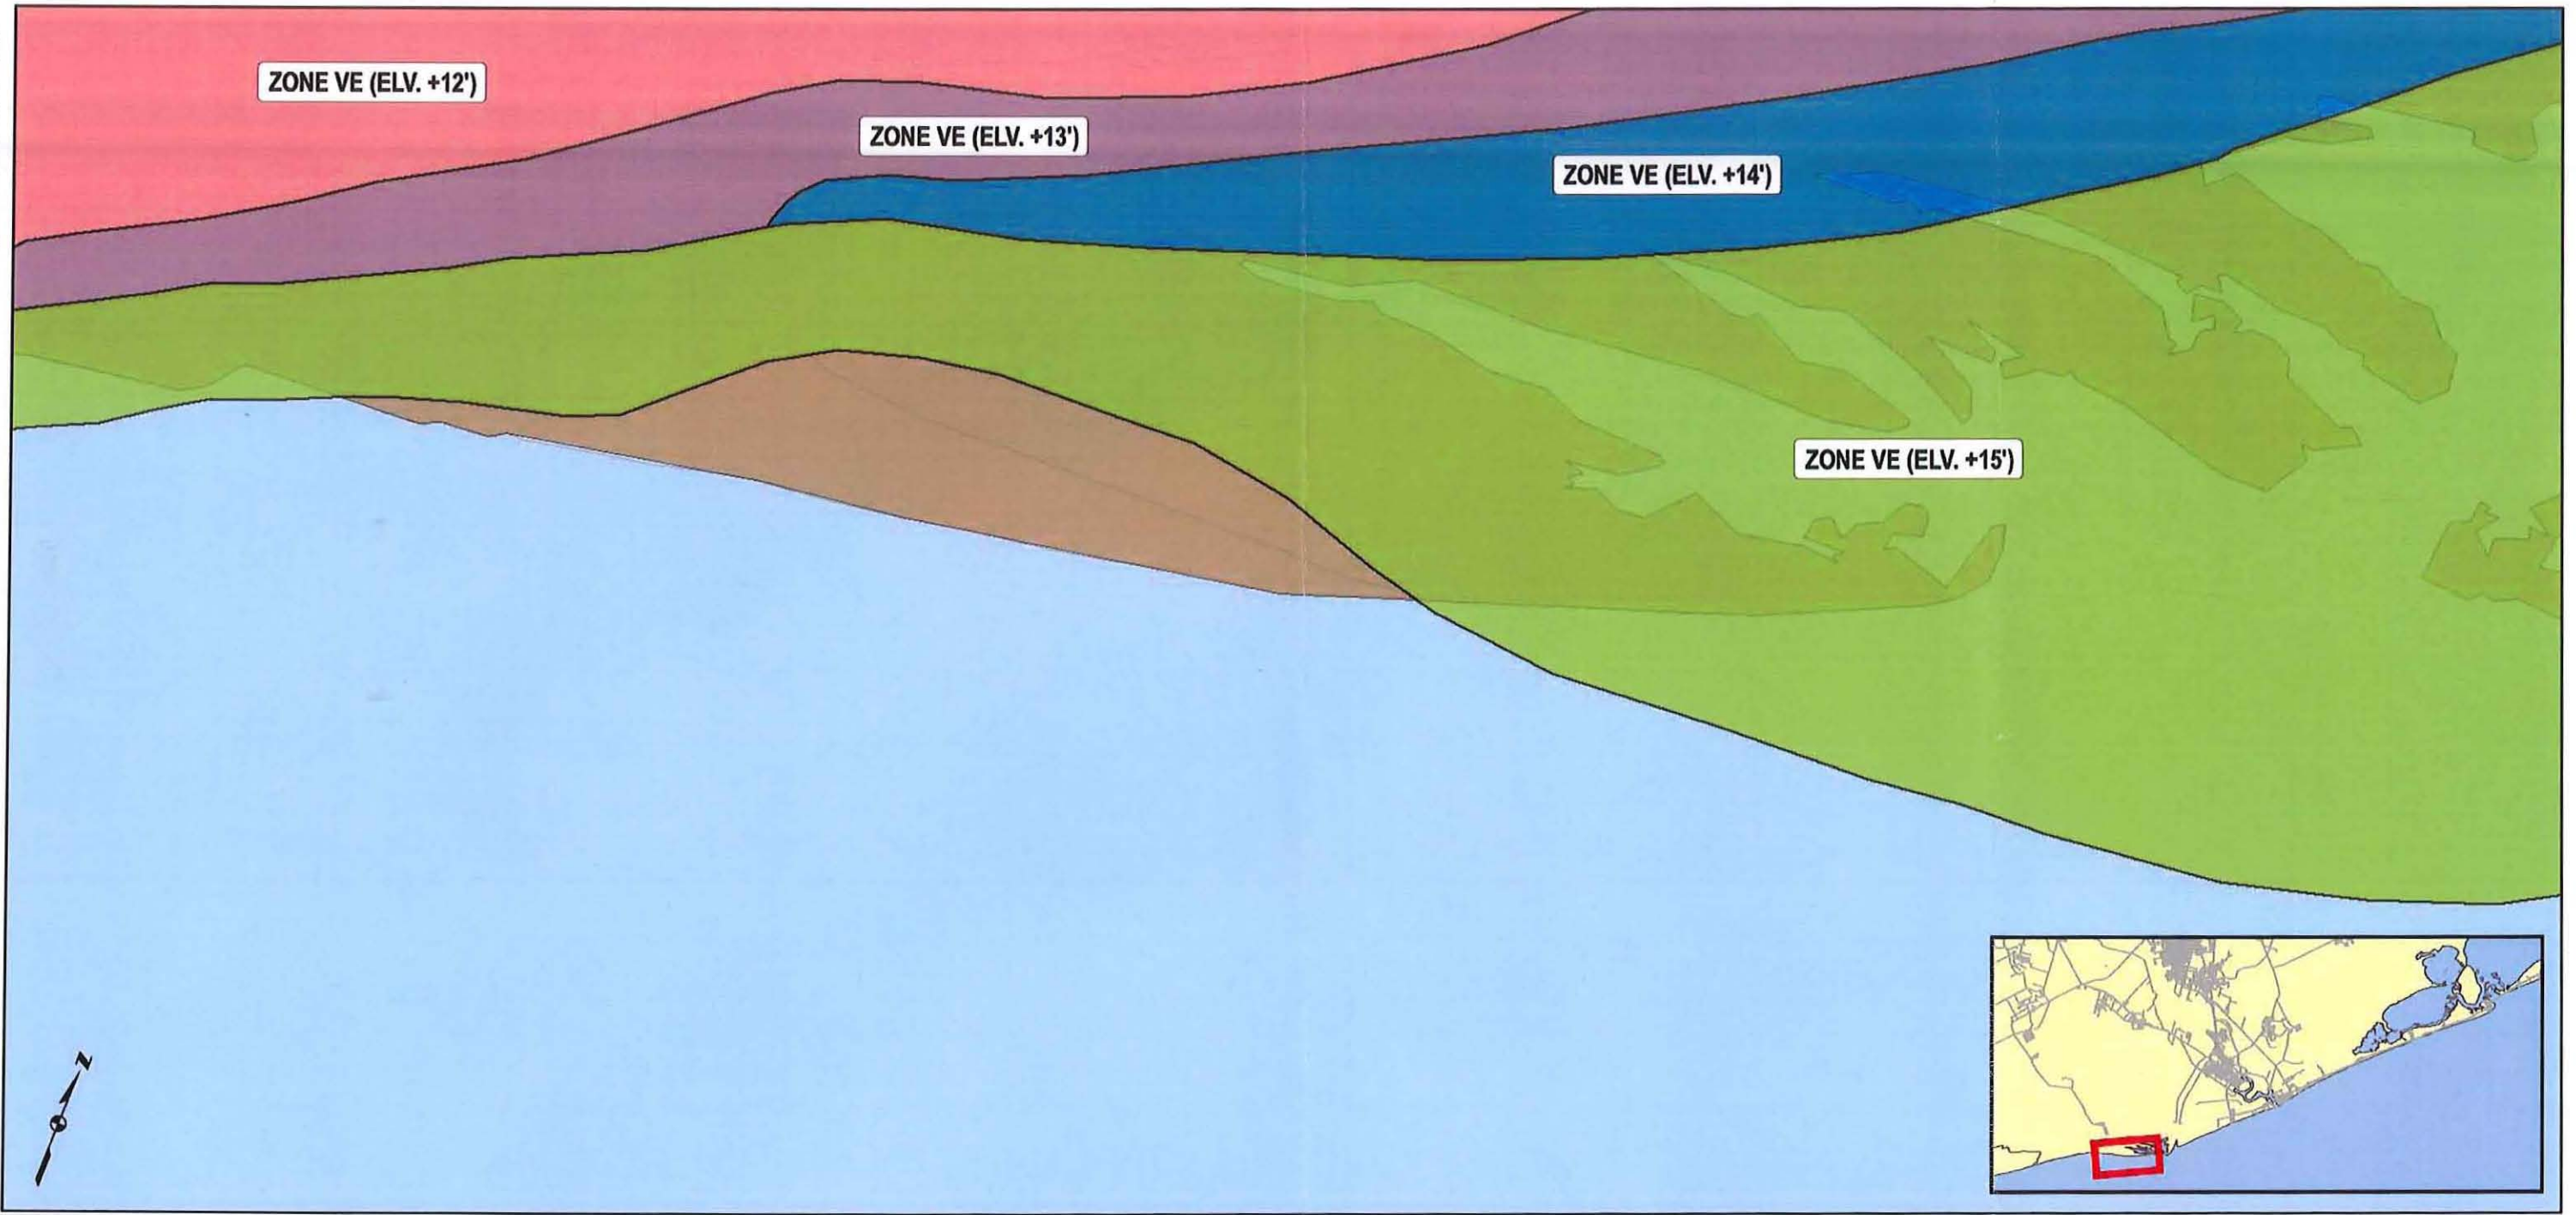 ZONE VE (ELV. +12')
ZONE VE (ELV. +13')
ZONE VE (ELV. +14')
ZONE VE (ELV. +15')
N